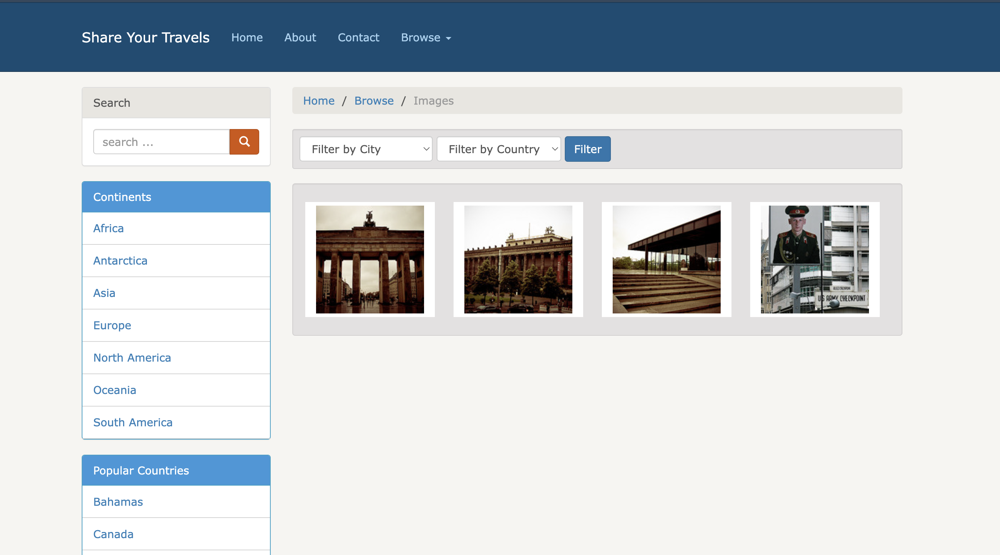 Share Your Travels Home About Contact Browse
Search
search ...
Continents
Africa
Antarctica
Asia
Europe
North America
Oceania
South America
Popular Countries
Bahamas
Canada
Home / Browse / Images
Filter by City Filter by Country Filter
US ARMY CHECKPOINT